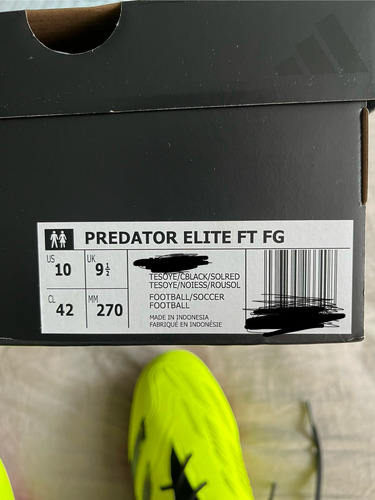 PREDATOR ELITE FT FG
US
10
UK
9½
CL
42
MM
270
TESOYE/CBLACK/SOLRED
TESOYE/NOIESS/ROUSOL
FOOTBALL/SOCCER
FOOTBALL
MADE IN INDONESIA
FABRIQUÉ EN INDONÉSIE